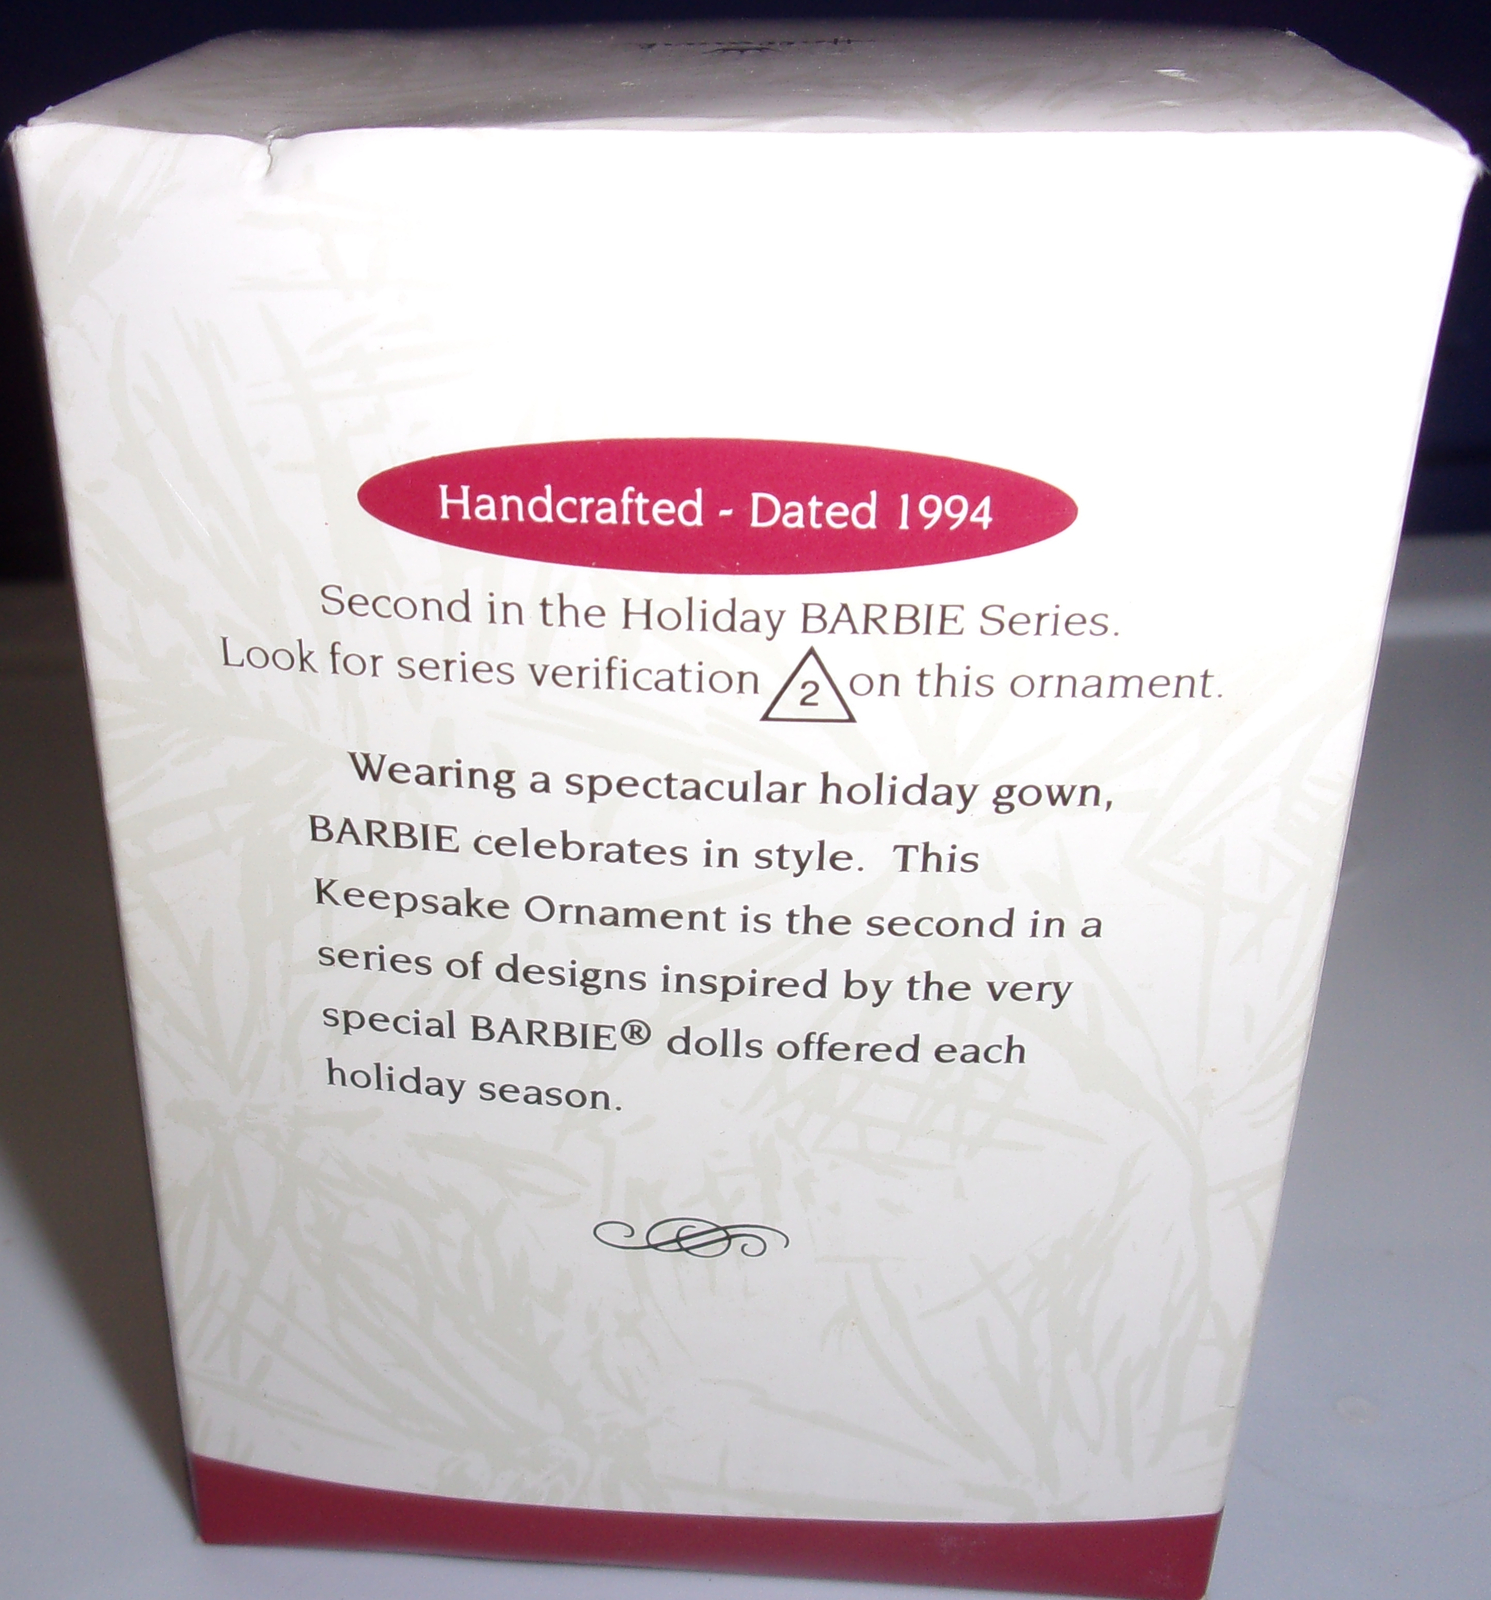 Handcrafted - Dated 1994
Second in the Holiday BARBIE Series.
Look for series verification 2 on this ornament.
Wearing a spectacular holiday gown,
BARBIE celebrates in style. This
Keepsake Ornament is the second in a
series of designs inspired by the very
special BARBIE® dolls offered each
holiday season.